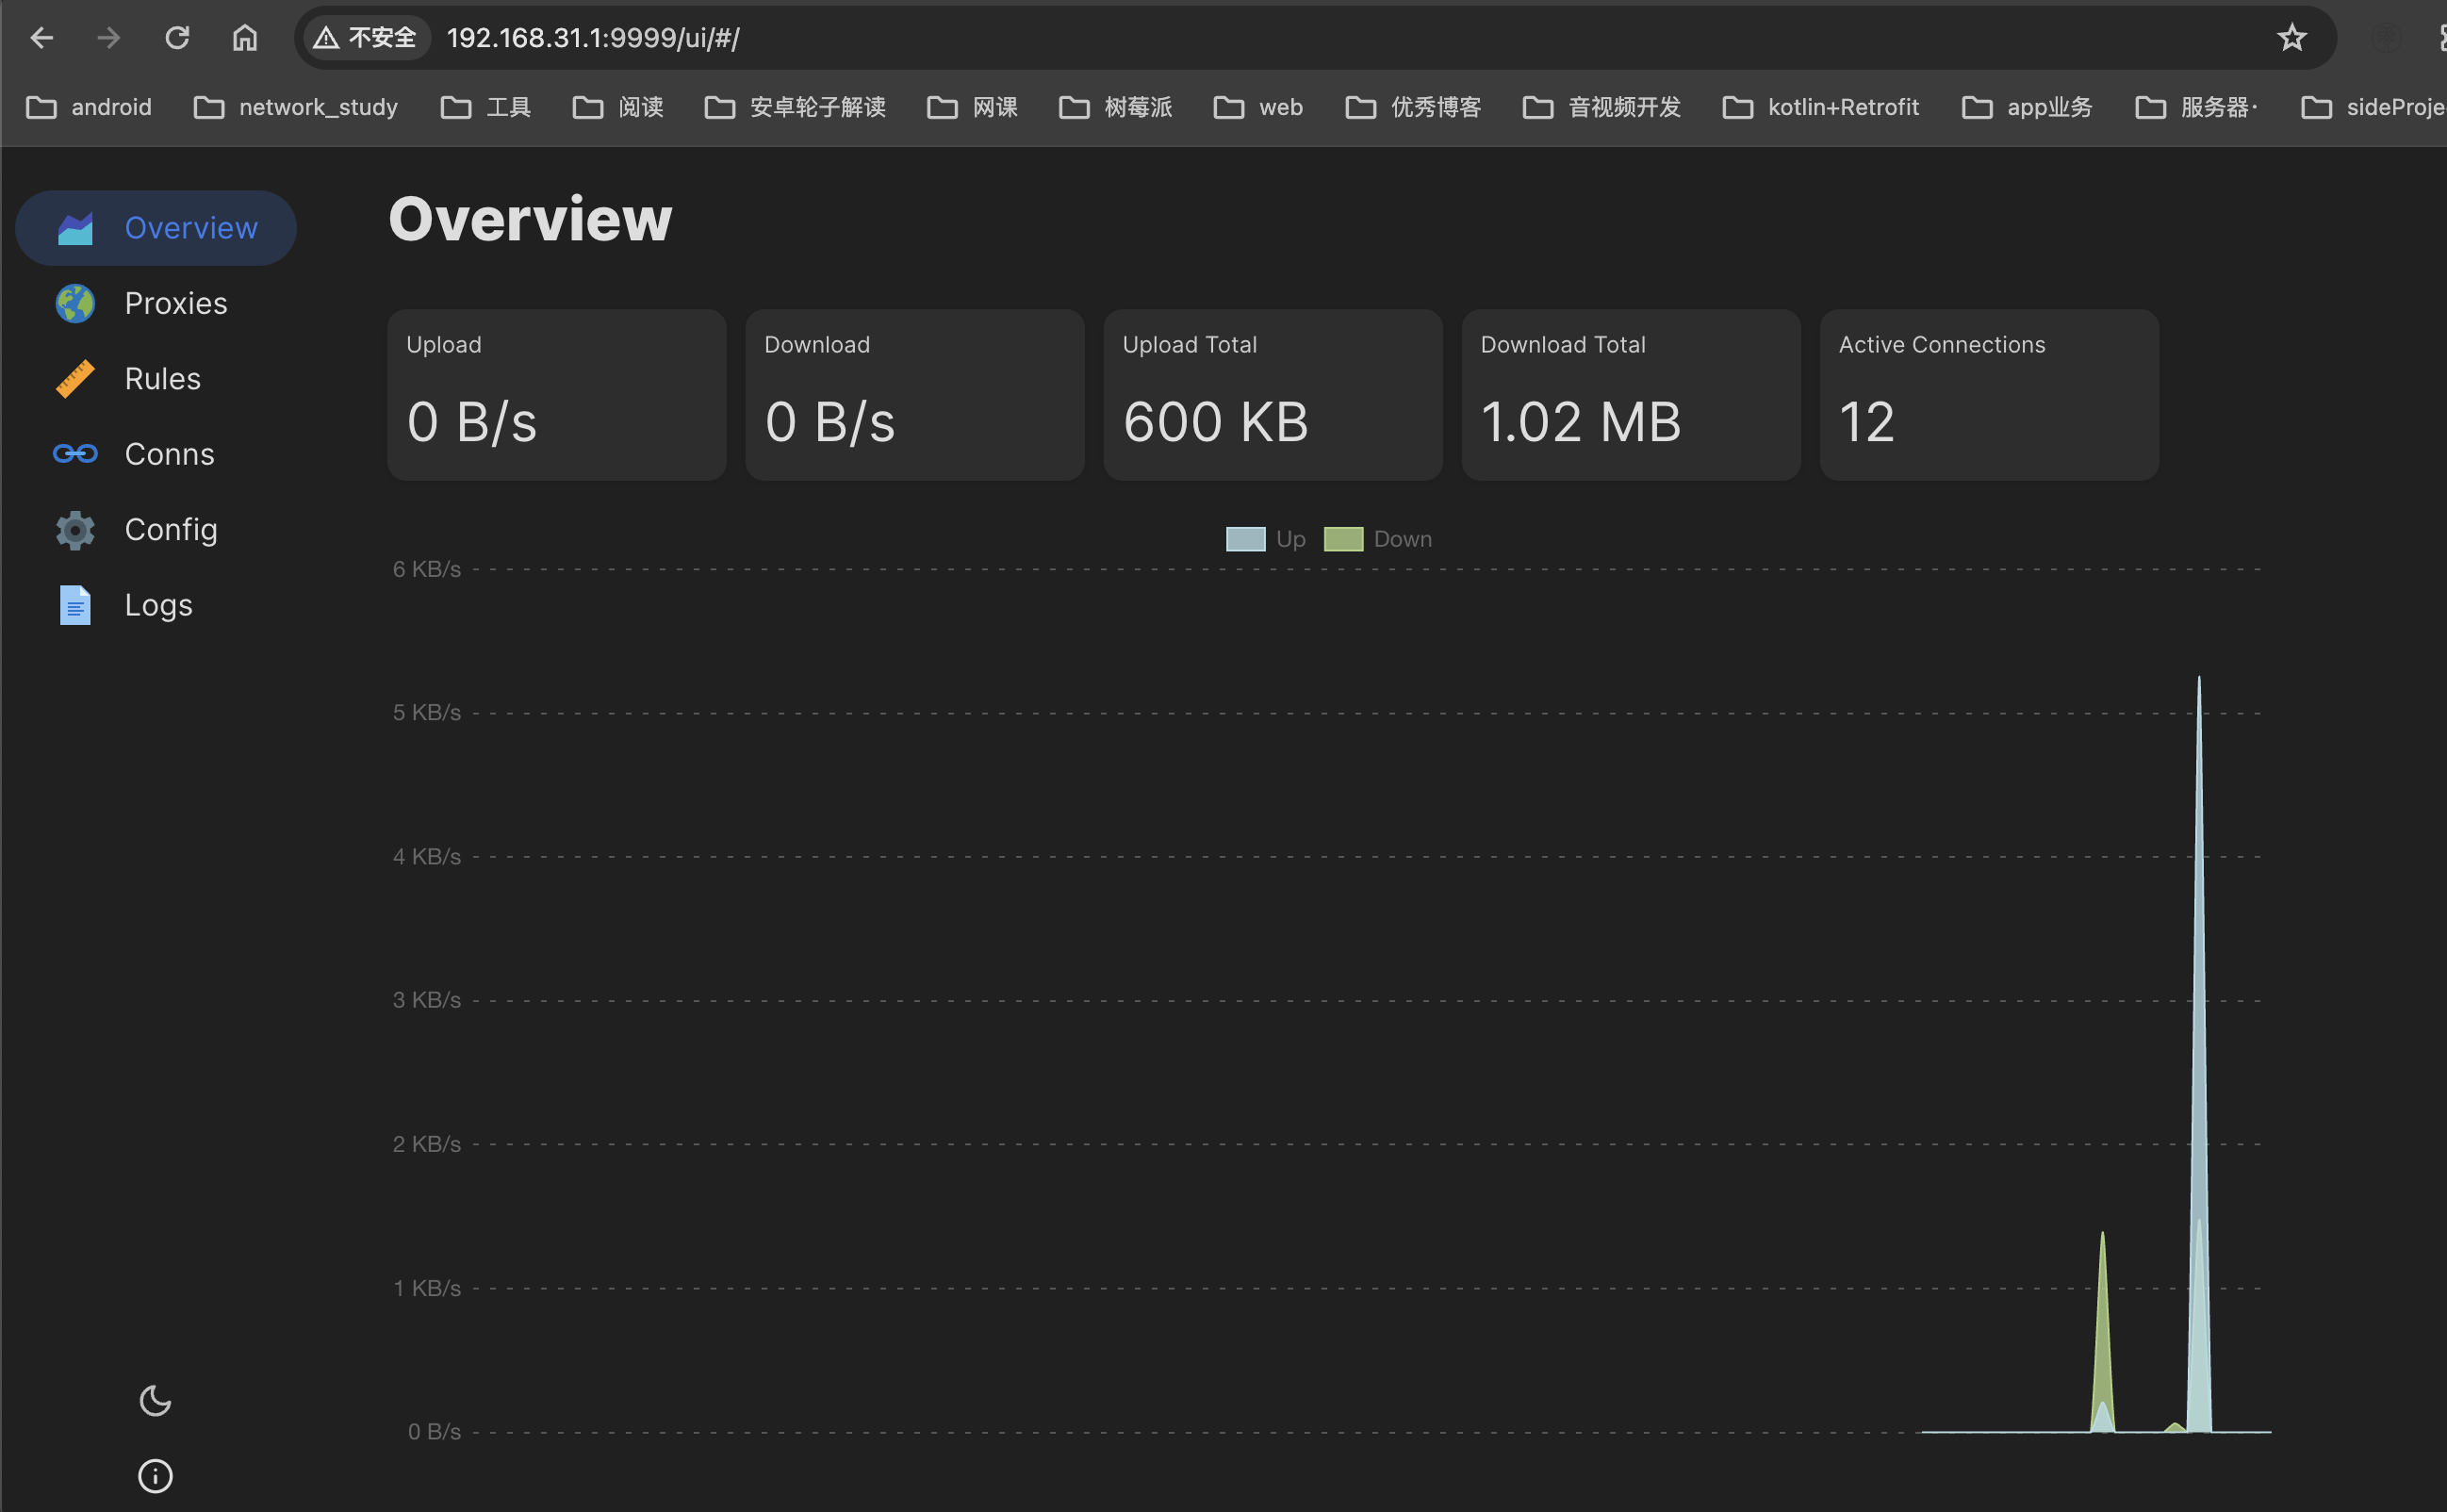 不安全 192.168.31.1:9999/ui/#/
android network_study 工具 阅读 安卓轮子解读 网课 树莓派 web 优秀博客 音视频开发 kotlin+Retrofit app业务 服务器· sideProje
Overview
Proxies
Rules
Conns
Config
Logs
Overview
Upload
0 B/s
Download
0 B/s
Upload Total
600 KB
Download Total
1.02 MB
Active Connections
12
Up Down
6 KB/s
5 KB/s
4 KB/s
3 KB/s
2 KB/s
1 KB/s
0 B/s